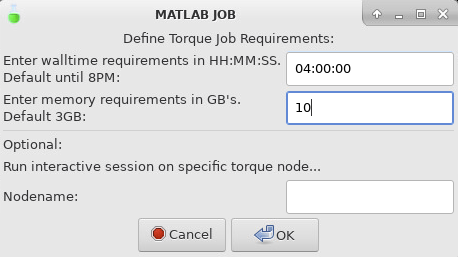 MATLAB JOB
Define Torque Job Requirements:
Enter walltime requirements in HH:MM:SS.
Default until 8PM:
04:00:00
Enter memory requirements in GB's.
Default 3GB:
10
Optional:
Run interactive session on specific torque node...
Nodename:
Cancel
OK